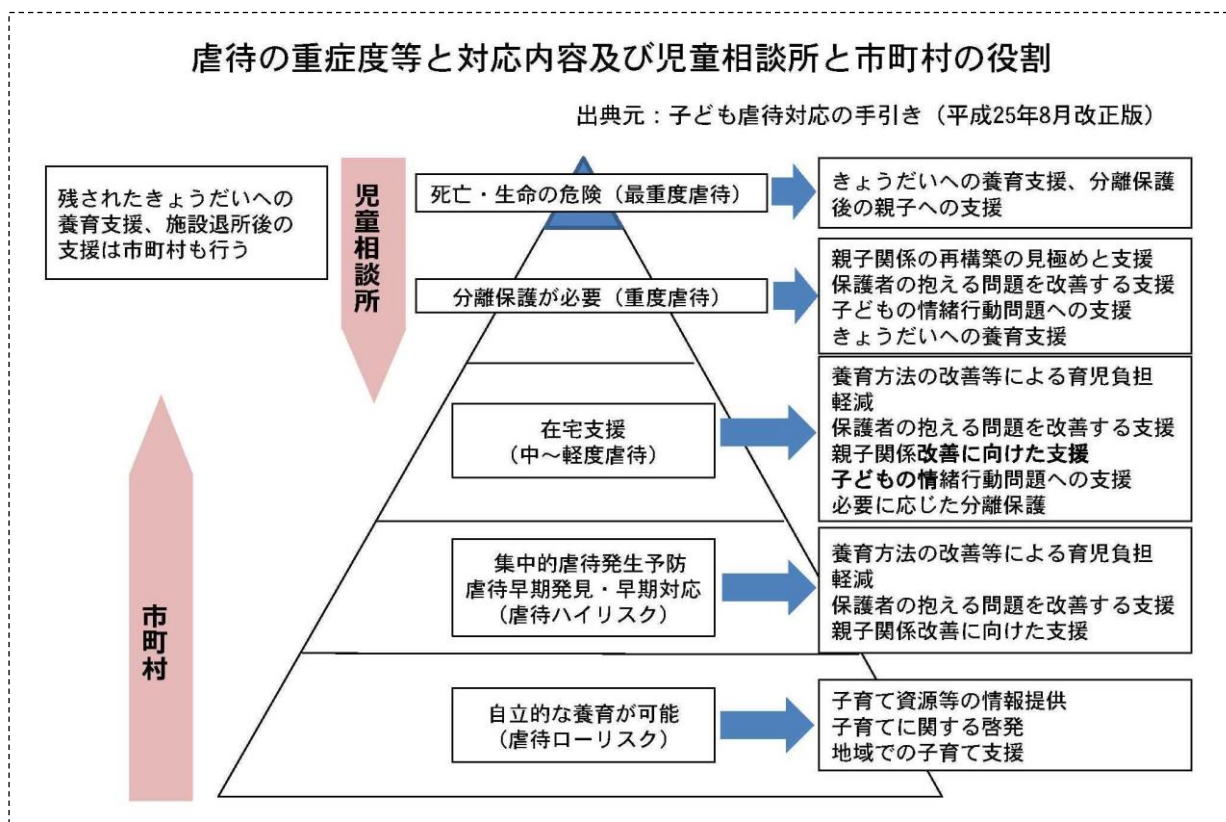 虐待の重症度等と対応内容及び児童相談所と市町村の役割
出典元：子ども虐待対応の手引き（平成25年8月改正版）
残されたきょうだいへの
養育支援、施設退所後の
支援は市町村も行う
児童相談所
市町村
死亡・生命の危険（最重度虐待）
きょうだいへの養育支援、分離保護
後の親子への支援
分離保護が必要（重度虐待）
親子関係の再構築の見極めと支援
保護者の抱える問題を改善する支援
子どもの情緒行動問題への支援
きょうだいへの養育支援
在宅支援
（中～軽度虐待）
養育方法の改善等による育児負担
軽減
保護者の抱える問題を改善する支援
親子関係改善に向けた支援
子どもの情緒行動問題への支援
必要に応じた分離保護
集中的虐待発生予防
虐待早期発見・早期対応
（虐待ハイリスク）
養育方法の改善等による育児負担
軽減
保護者の抱える問題を改善する支援
親子関係改善に向けた支援
自立的な養育が可能
（虐待ローリスク）
子育て資源等の情報提供
子育てに関する啓発
地域での子育て支援